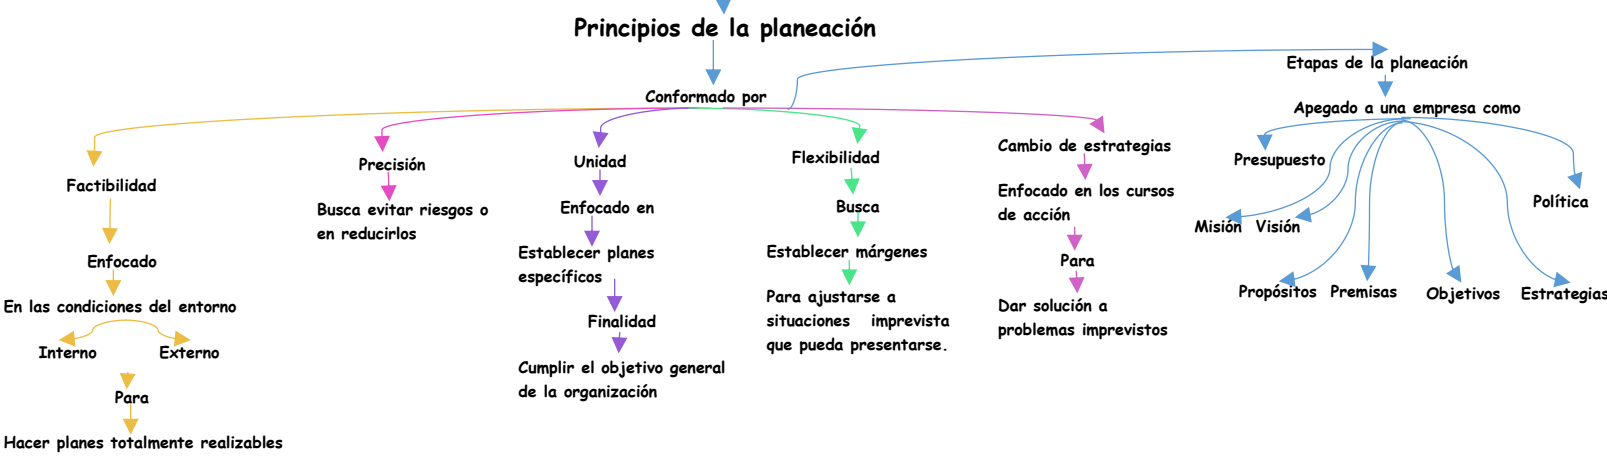 Principios de la planeación
Conformado por
Factibilidad
Enfocado
En las condiciones del entorno
Interno
Externo
Para
Hacer planes totalmente realizables
Precisión
Busca evitar riesgos o
en reducirlos
Unidad
Enfocado en
Establecer planes
específicos
Finalidad
Cumplir el objetivo general
de la organización
Flexibilidad
Busca
Establecer márgenes
Para ajustarse a
situaciones imprevista
que pueda presentarse.
Cambio de estrategias
Enfocado en los cursos
de acción
Para
Dar solución a
problemas imprevistos
Etapas de la planeación
Apegado a una empresa como
Presupuesto
Misión
Visión
Propósitos
Premisas
Objetivos
Estrategias
Política